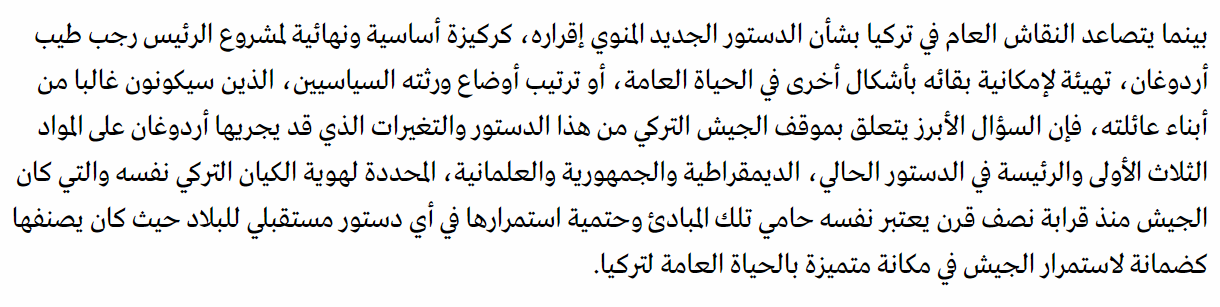 بينما يتصاعد النقاش العام في تركيا بشأن الدستور الجديد المنوي إقراره، كركيزة أساسية ونهائية لمشروع الرئيس رجب طيب
أردوغان، تهيئة لإمكانية بقائه بأشكال أخرى في الحياة العامة، أو ترتيب أوضاع ورثته السياسيين، الذين سيكونون غالبا من
أبناء عائلته، فإن السؤال الأبرز يتعلق بموقف الجيش التركي من هذا الدستور والتغيرات الذي قد يجريها أردوغان على المواد
الثلاث الأولى والرئيسة في الدستور الحالي، الديمقراطية والجمهورية والعلمانية، المحددة لهوية الكيان التركي نفسه والتي كان
الجيش منذ قرابة نصف قرن يعتبر نفسه حامي تلك المبادئ وحتمية استمرارها في أي دستور مستقبلي للبلاد حيث كان يصنفها
كضمانة لاستمرار الجيش في مكانة متميزة بالحياة العامة لتركيا.